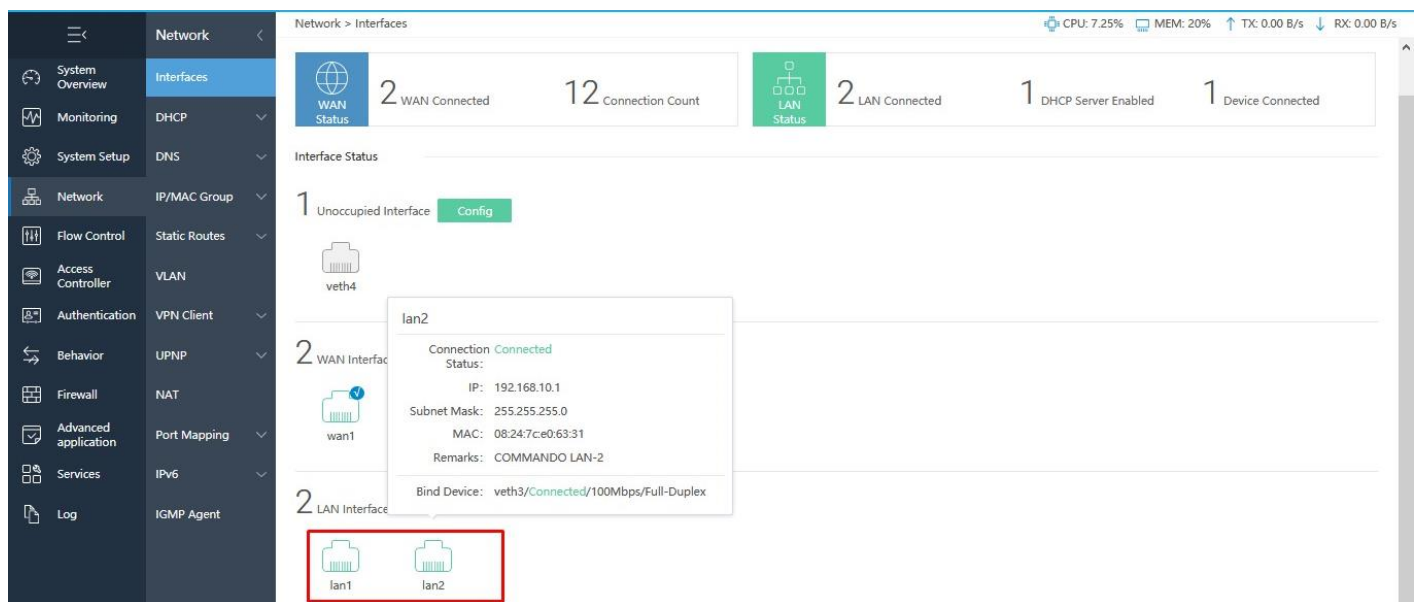 Network > Interfaces
CPU: 7.25% MEM: 20% TX: 0.00 B/s RX: 0.00 B/s
Network
System Overview
Monitoring
System Setup
Network
Flow Control
Access Controller
Authentication
Behavior
Firewall
Advanced application
Services
Log
Interfaces
DHCP
DNS
IP/MAC Group
Static Routes
VLAN
VPN Client
UPNP
NAT
Port Mapping
IPv6
IGMP Agent
WAN Status
2 WAN Connected
12 Connection Count
LAN Status
2 LAN Connected
1 DHCP Server Enabled
1 Device Connected
Interface Status
1 Unoccupied Interface Config
veth4
2 WAN Interfac
wan1
lan2
Connection Status: Connected
IP: 192.168.10.1
Subnet Mask: 255.255.255.0
MAC: 08:24:7c:e0:63:31
Remarks: COMMANDO LAN-2
Bind Device: veth3/Connected/100Mbps/Full-Duplex
2 LAN Interface
lan1 lan2